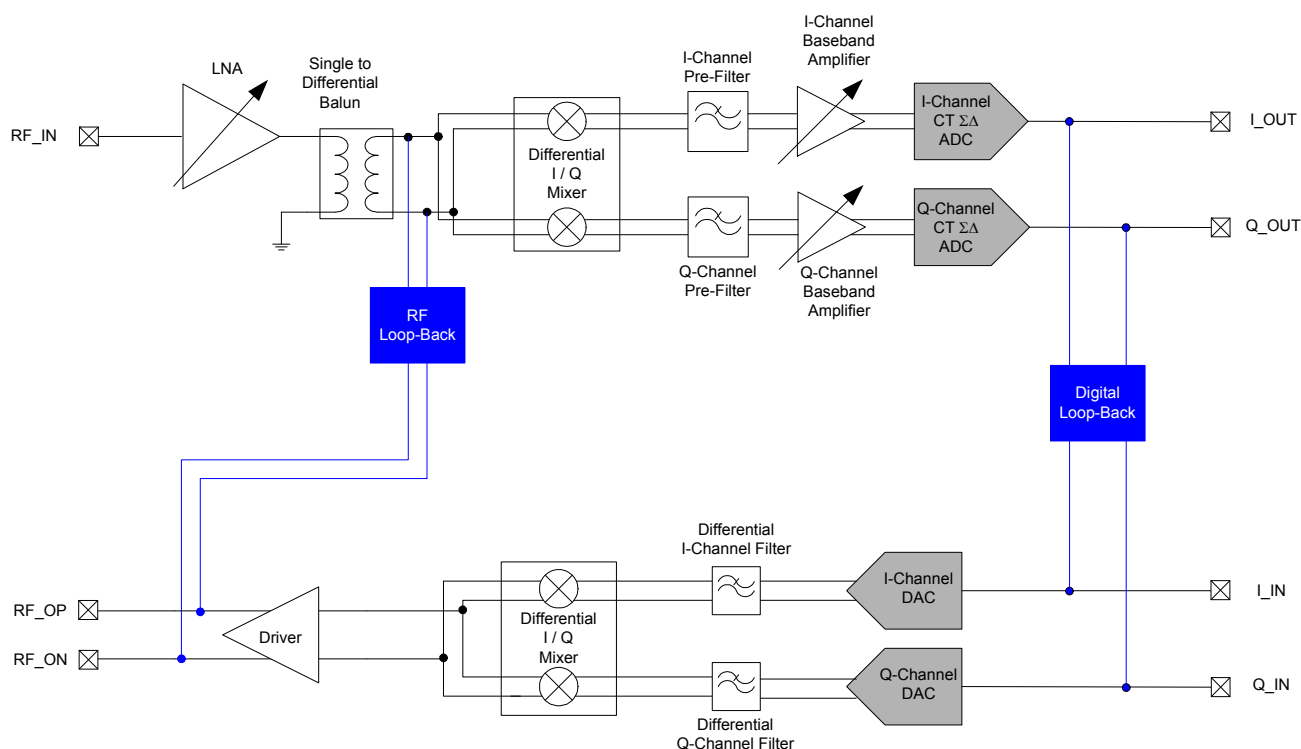 LNA
Single to
Differential
Balun
I-Channel
Pre-Filter
I-Channel
Baseband
Amplifier
RF_IN
Differential
I / Q
Mixer
I-Channel
CT ΣΔ
ADC
I_OUT
Q-Channel
CT ΣΔ
ADC
Q_OUT
Q-Channel
Pre-Filter
Q-Channel
Baseband
Amplifier
RF
Loop-Back
Digital
Loop-Back
Differential
I-Channel Filter
I-Channel
DAC
I_IN
RF_OP
RF_ON
Driver
Differential
I / Q
Mixer
Q-Channel
DAC
Q_IN
Differential
Q-Channel Filter